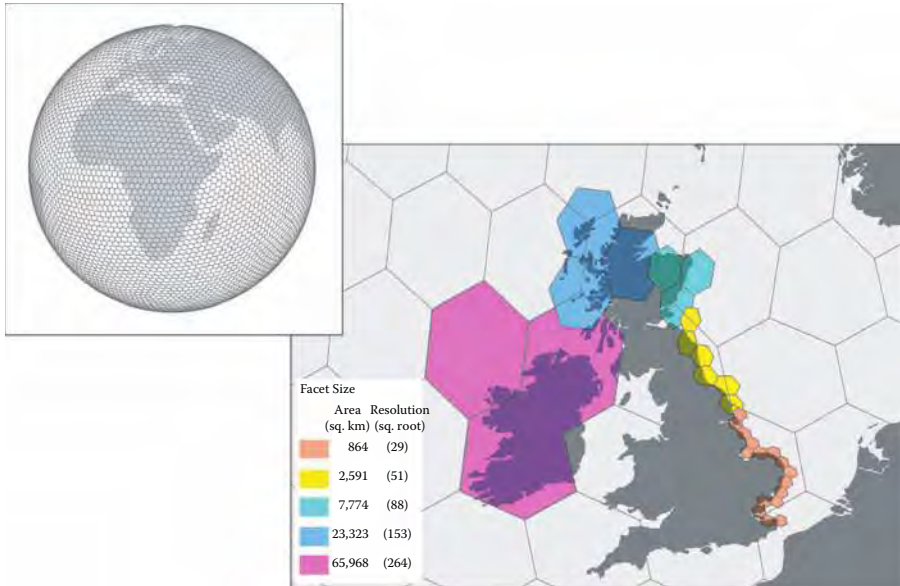 Facet Size
Area Resolution
(sq. km) (sq. root)
864 (29)
2,591 (51)
7,774 (88)
23,323 (153)
65,968 (264)